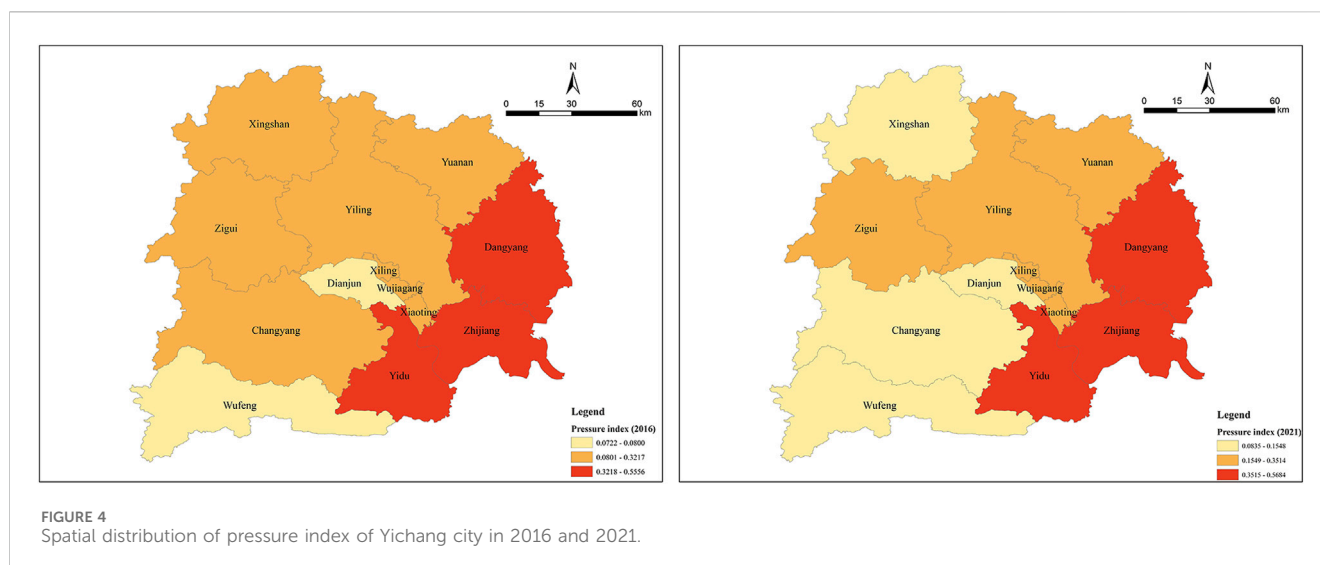 N
0 15 30 60
km
Xingshan
Yuanan
Yiling
Zigui
Dangyang
Xiling
Dianjun
Wujiagang
Xiaoting
Changyang
Zhijiang
Yidu
Wufeng
Legend
Pressure index (2016)
0.0722 - 0.0800
0.0801 - 0.3217
0.3218 - 0.5556
N
0 15 30 60
km
Xingshan
Yuanan
Yiling
Zigui
Dangyang
Xiling
Dianjun
Wujiagang
Xiaoting
Changyang
Zhijiang
Yidu
Wufeng
Legend
Pressure index (2021)
0.0835 - 0.1548
0.1549 - 0.3514
0.3515 - 0.5684
FIGURE 4
Spatial distribution of pressure index of Yichang city in 2016 and 2021.